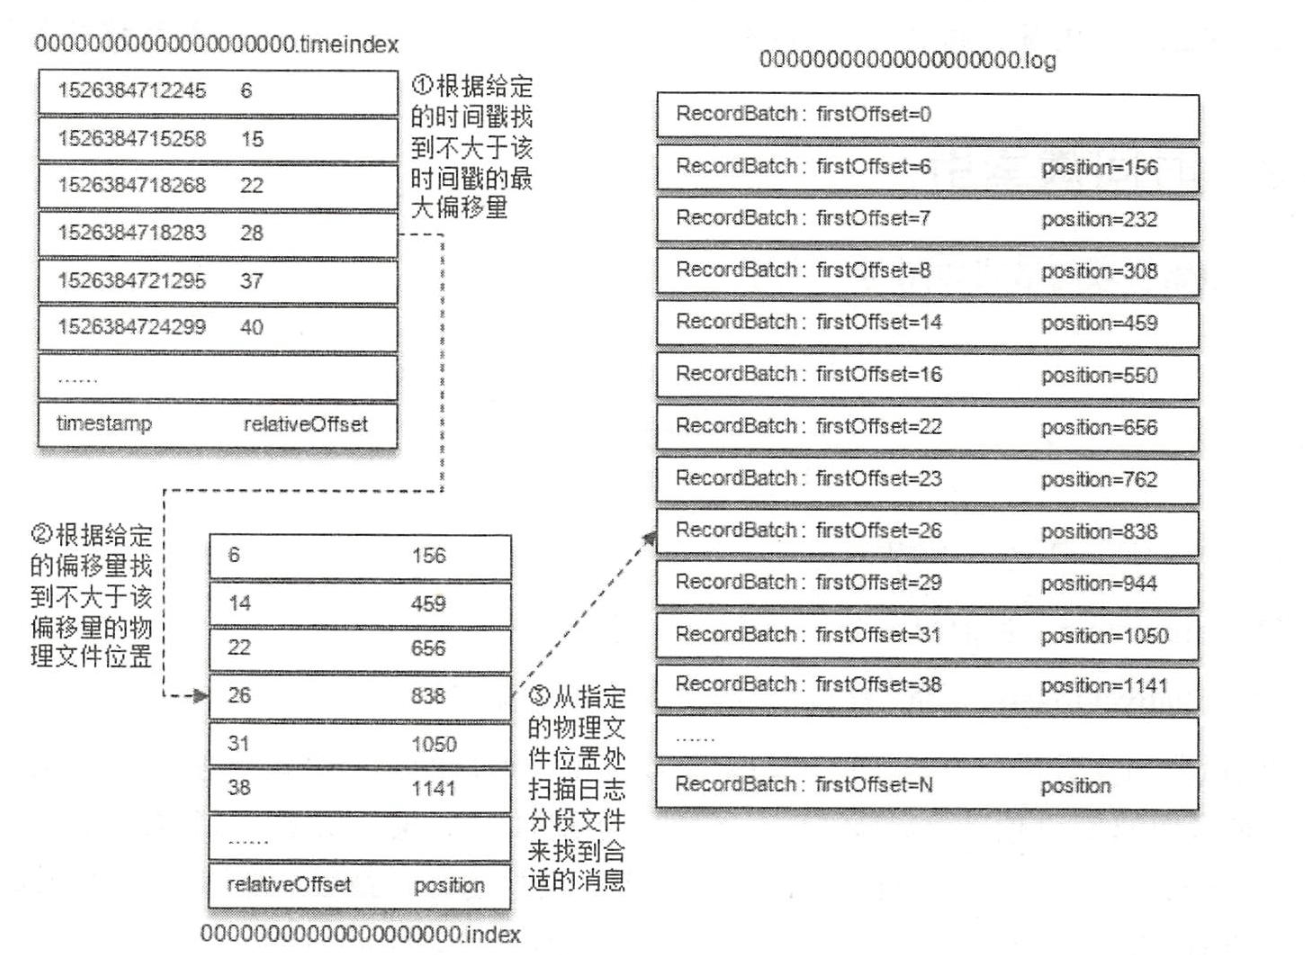 00000000000000000000.timeindex
1526384712245 6
1526384715258 15
1526384718268 22
1526384718283 28
1526384721295 37
1526384724299 40
......
timestamp relativeOffset
①根据给定
的时间戳找
到不大于该
时间戳的最
大偏移量
②根据给定
的偏移量找
到不大于该
偏移量的物
理文件位置
6 156
14 459
22 656
26 838
31 1050
38 1141
......
relativeOffset position
00000000000000000000.index
③从指定
的物理文
件位置处
扫描日志
分段文件
来找到合
适的消息
00000000000000000000.log
RecordBatch: firstOffset=0
RecordBatch: firstOffset=6 position=156
RecordBatch: firstOffset=7 position=232
RecordBatch: firstOffset=8 position=308
RecordBatch: firstOffset=14 position=459
RecordBatch: firstOffset=16 position=550
RecordBatch: firstOffset=22 position=656
RecordBatch: firstOffset=23 position=762
RecordBatch: firstOffset=26 position=838
RecordBatch: firstOffset=29 position=944
RecordBatch: firstOffset=31 position=1050
RecordBatch: firstOffset=38 position=1141
......
RecordBatch: firstOffset=N position